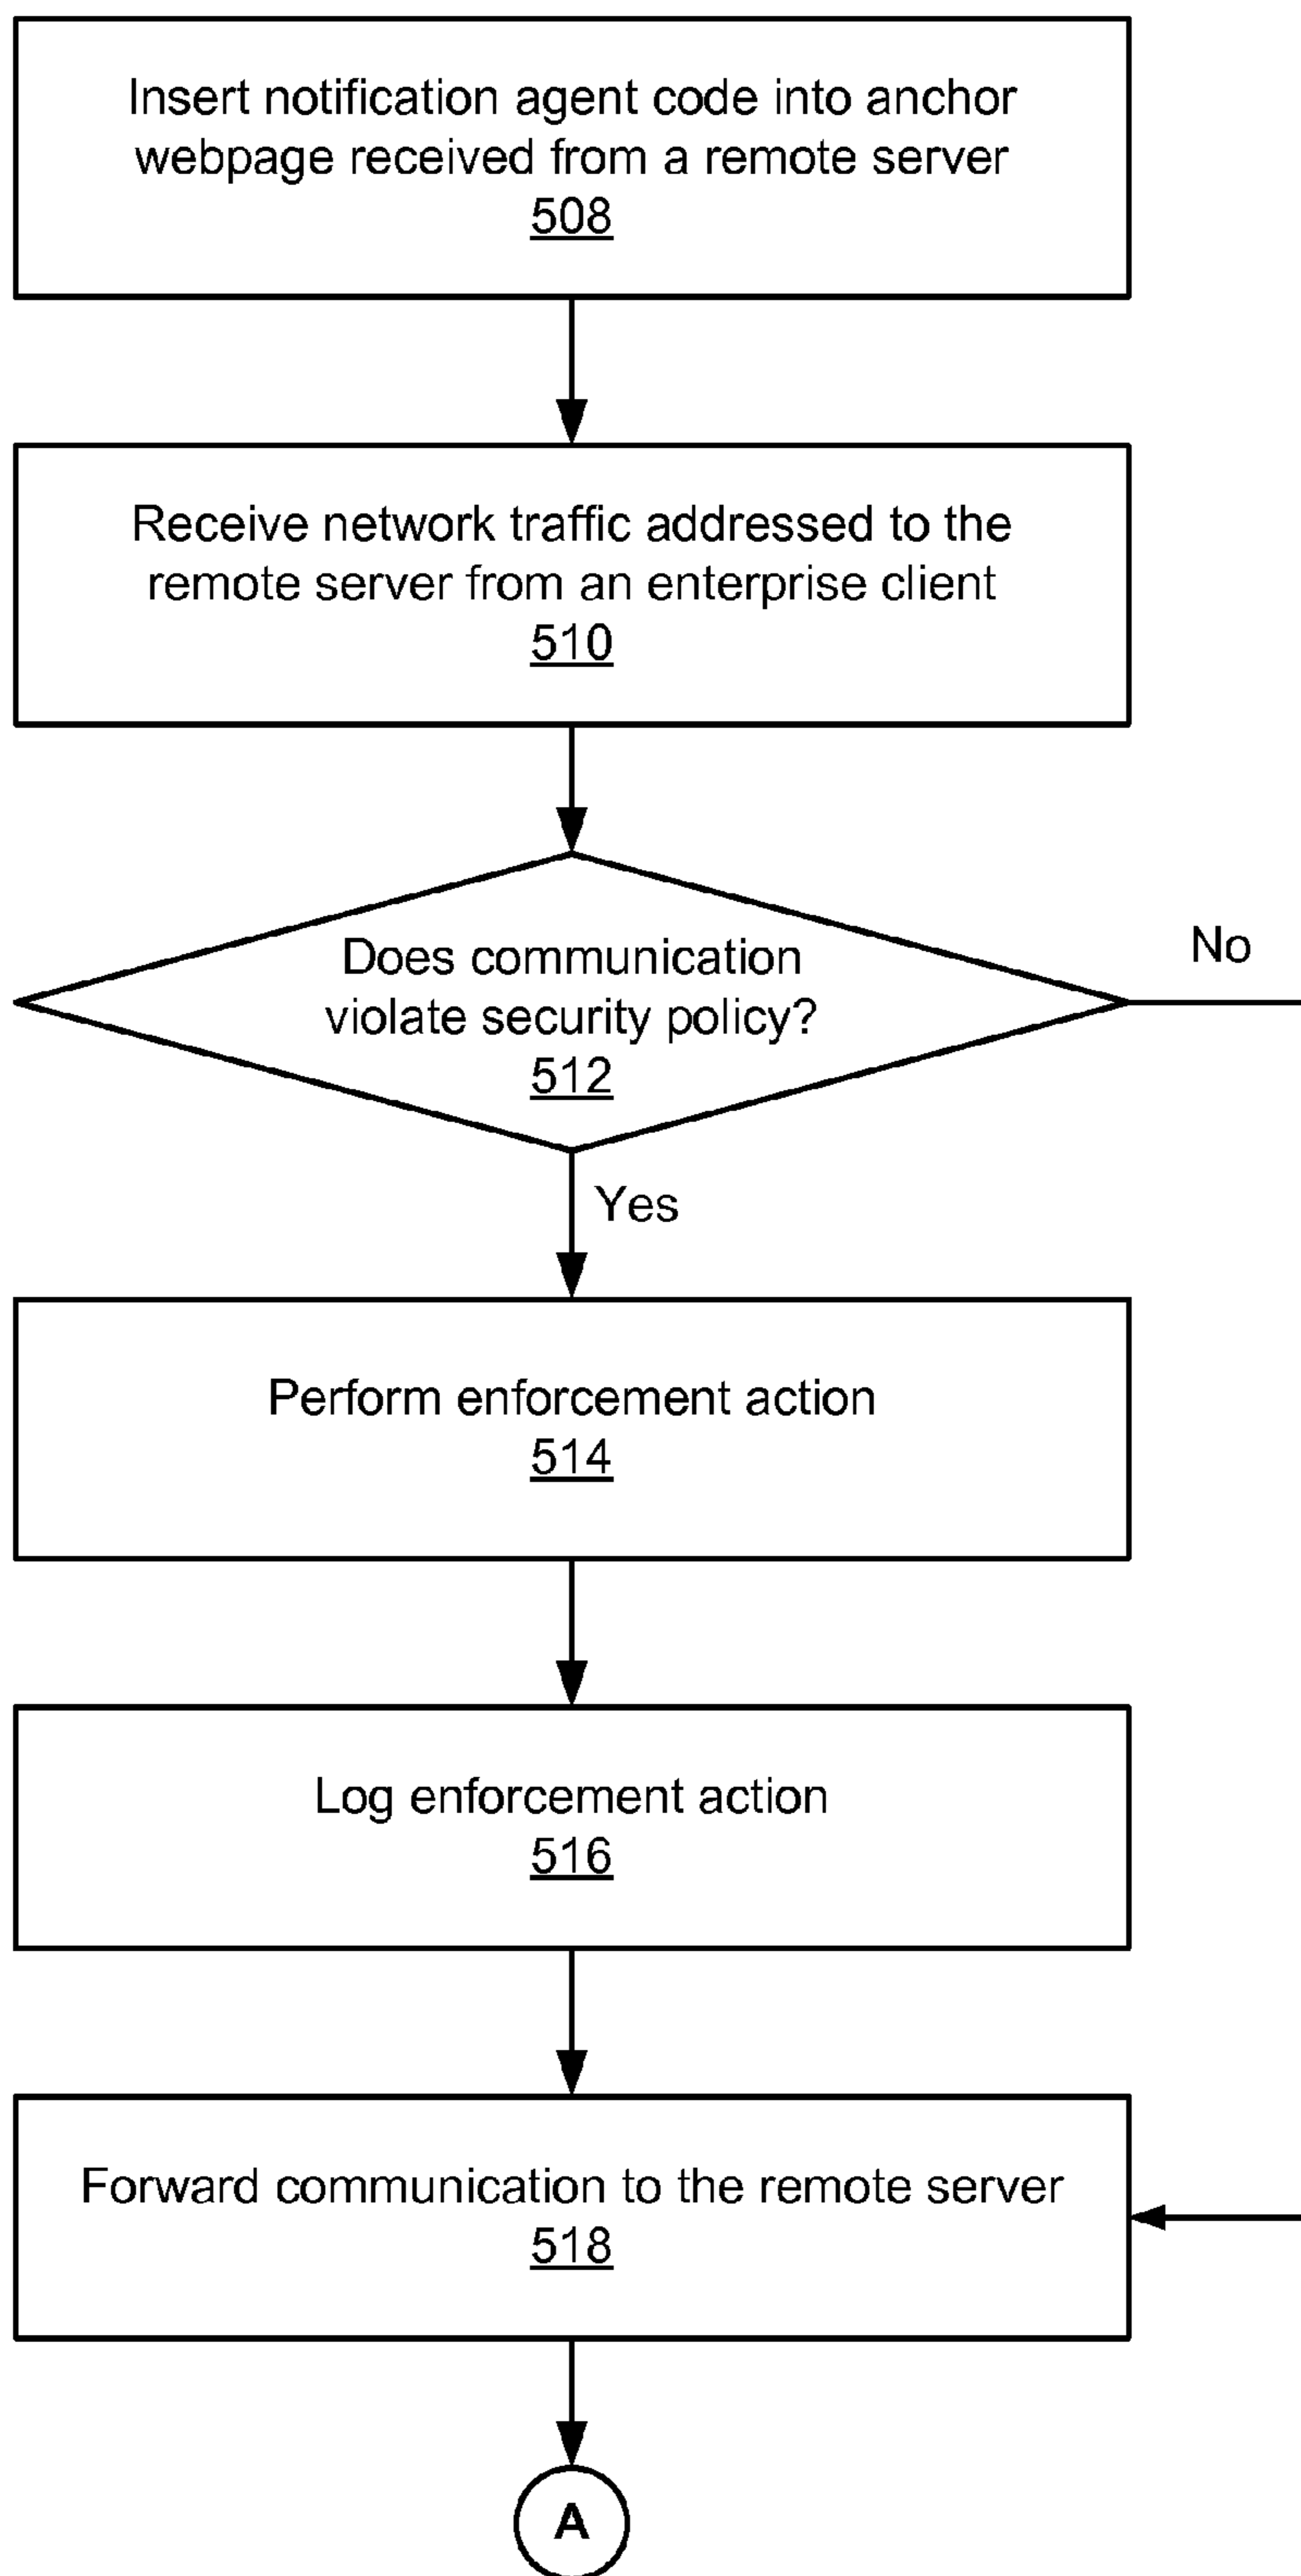 Insert notification agent code into anchor
webpage received from a remote server
508
Receive network traffic addressed to the
remote server from an enterprise client
510
Does communication
violate security policy?
512
No
Yes
Perform enforcement action
514
Log enforcement action
516
Forward communication to the remote server
518
A